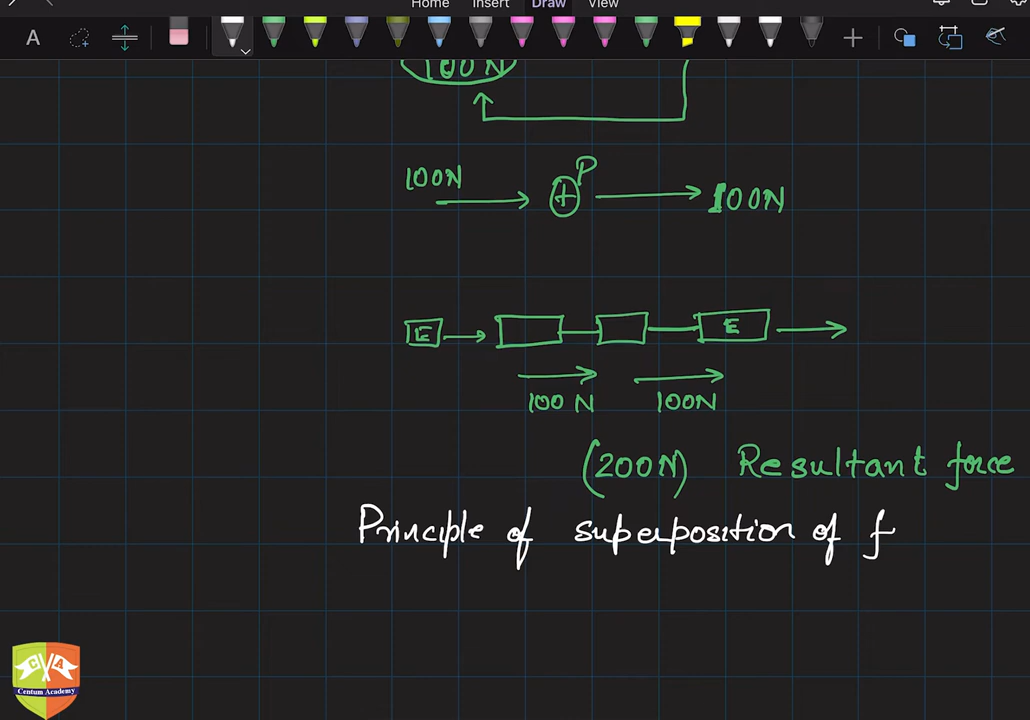 Home Insert Draw View
A
100N
P
100N 100N
E E
100 N 100N
(200N) Resultant force
Principle of superposition of f
C A
Centum Academy